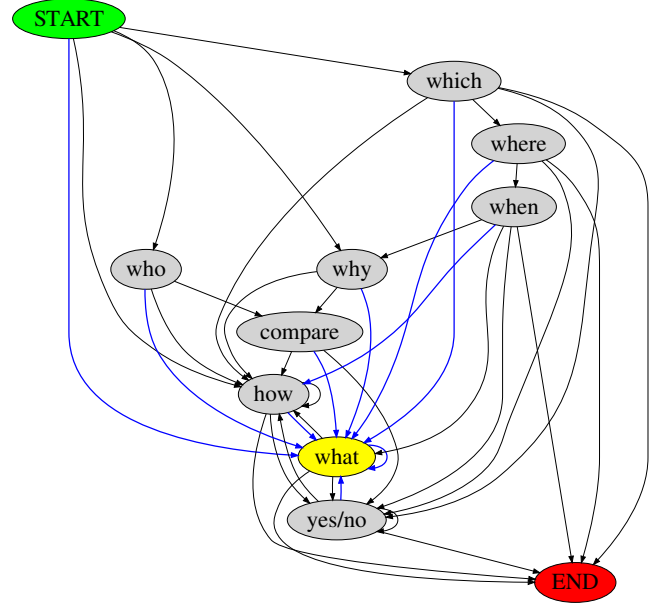 START
which
where
when
who
why
compare
how
what
yes/no
END